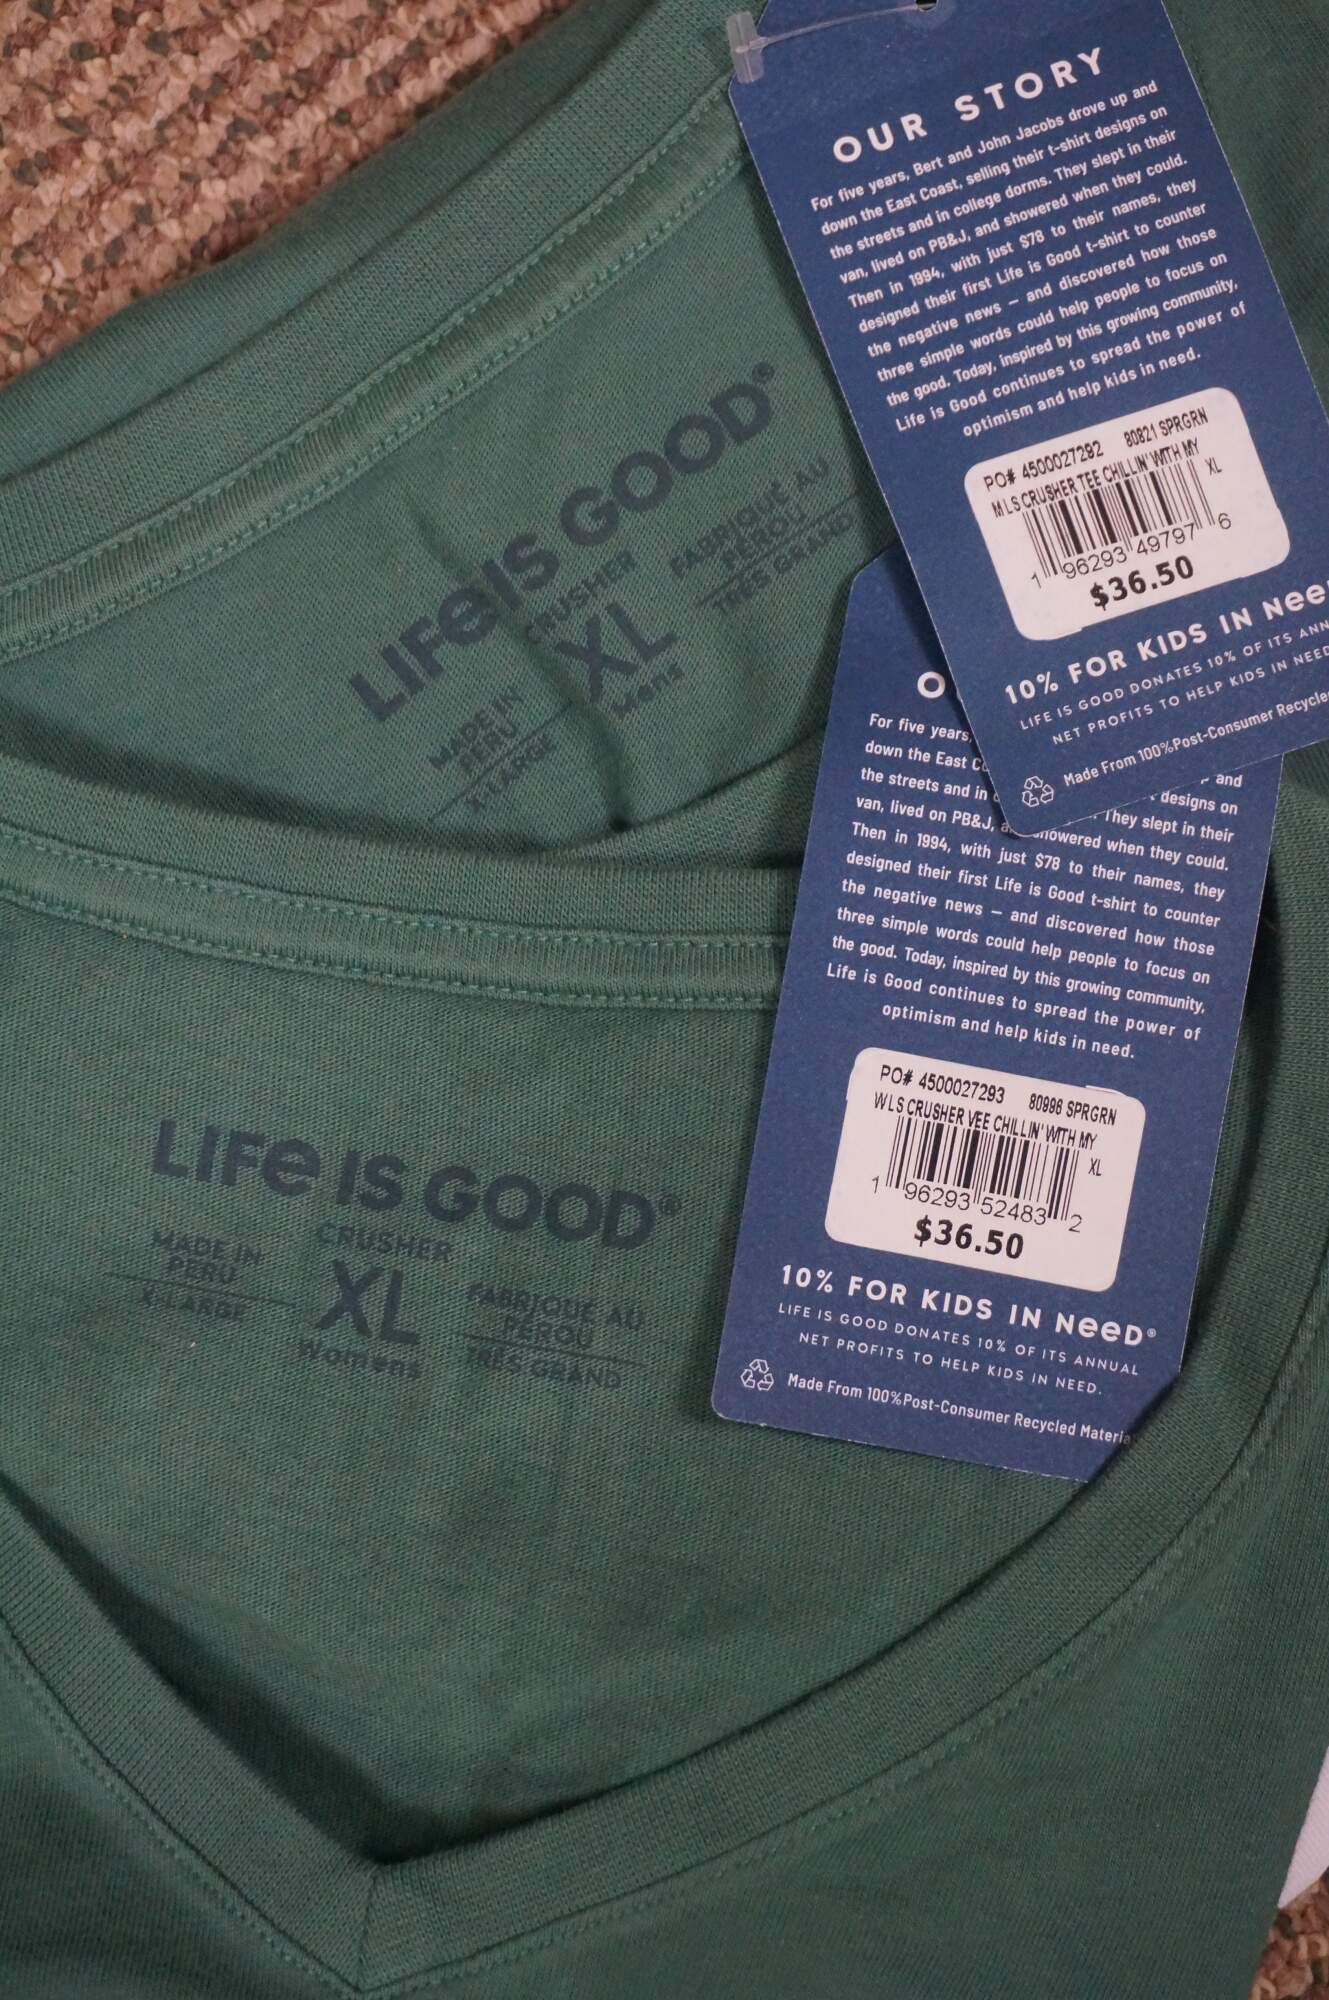 OUR STORY
For five years, Bert and John Jacobs drove up and
down the East Coast, selling their t-shirt designs on
the streets and in college dorms. They slept in their
van, lived on PB&J, and showered when they could.
Then in 1994, with just $78 to their names, they
designed their first Life is Good t-shirt to counter
the negative news — and discovered how those
three simple words could help people to focus on
the good. Today, inspired by this growing community,
Life is Good continues to spread the power of
optimism and help kids in need.
PO# 4500027292 80821 SPRGRN
M LS CRUSHER TEE CHILLIN' WITH MY
XL
1 96293 49797 6
$36.50
10% FOR KIDS IN Nee
LIFE IS GOOD DONATES 10% OF ITS ANN
NET PROFITS TO HELP KIDS IN NEED
Made From 100%Post-Consumer Recycle
LIFe IS GOOD®
CRUSHER
XL
Mens
MADE IN
PERU
X-LARGE
FABRIQUÉ AU
PÉROU
TRÈS GRAND
O
For five years,
down the East Co
and
the streets and in
designs on
They slept in their
van, lived on PB&J, showered when they could.
Then in 1994, with just $78 to their names, they
designed their first Life is Good t-shirt to counter
the negative news — and discovered how those
three simple words could help people to focus on
the good. Today, inspired by this growing community,
Life is Good continues to spread the power of
optimism and help kids in need.
PO# 4500027293 80996 SPRGRN
W LS CRUSHER VEE CHILLIN' WITH MY
XL
1 96293 52483 2
$36.50
10% FOR KIDS IN NeeD®
LIFE IS GOOD DONATES 10% OF ITS ANNUAL
NET PROFITS TO HELP KIDS IN NEED.
Made From 100%Post-Consumer Recycled Materia
LIFe IS GOOD®
CRUSHER
XL
Womens
MADE IN
PERU
X-LARGE
FABRIQUÉ AU
PÉROU
TRÈS GRAND